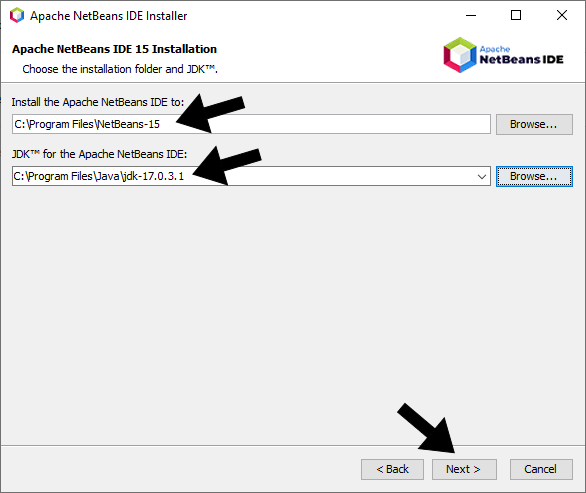 Apache NetBeans IDE Installer
Apache NetBeans IDE 15 Installation
Choose the installation folder and JDK™.
Apache
NetBeans IDE
Install the Apache NetBeans IDE to:
C:\Program Files\NetBeans-15
Browse...
JDK™ for the Apache NetBeans IDE:
C:\Program Files\Java\jdk-17.0.3.1
Browse...
< Back
Next >
Cancel